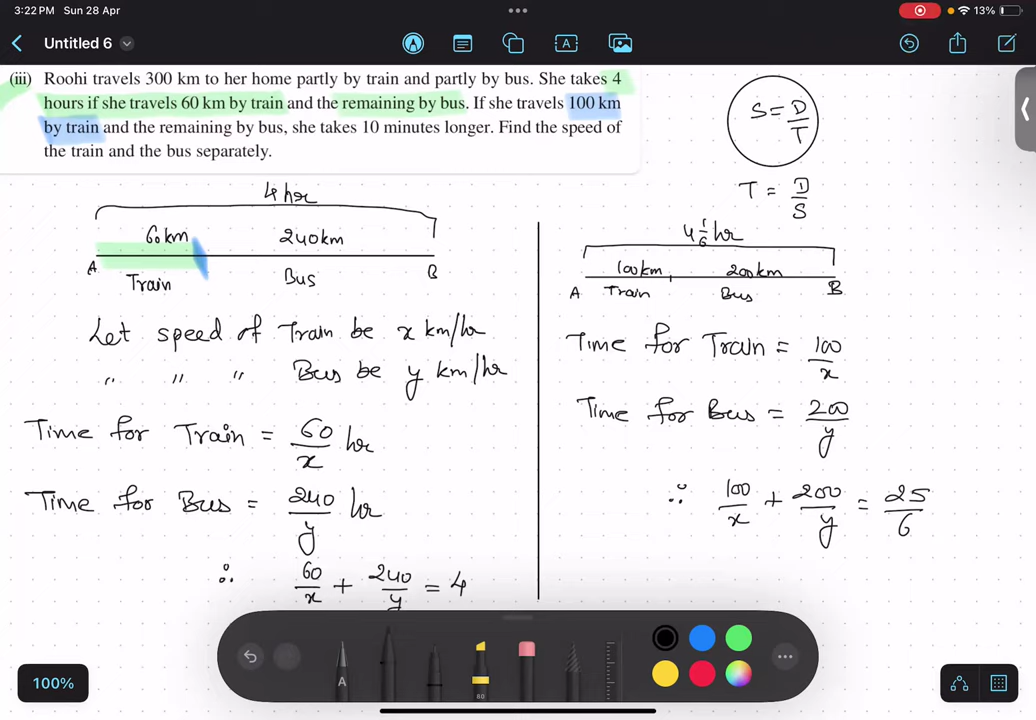 3:22 PM Sun 28 Apr
13%
Untitled 6
(iii) Roohi travels 300 km to her home partly by train and partly by bus. She takes 4
hours if she travels 60 km by train and the remaining by bus. If she travels 100 km
by train and the remaining by bus, she takes 10 minutes longer. Find the speed of
the train and the bus separately.
S = D/T
T = D/S
4 hr
60 km 240 km
A B
Train Bus
Let speed of Train be x km/hr
" " " Bus be y km/hr
Time for Train = 60/x hr
Time for Bus = 240/y hr
∴ 60/x + 240/y = 4
4 1/6 hr
100km 200km
A Train Bus B
Time for Train = 100/x
Time for Bus = 200/y
∴ 100/x + 200/y = 25/6
A
80
100%